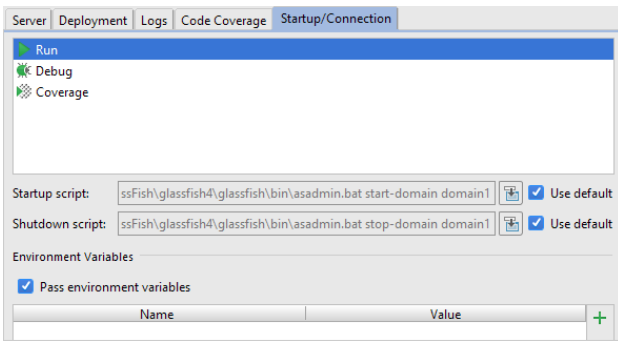 Server Deployment Logs Code Coverage Startup/Connection
Run
Debug
Coverage
Startup script: ssFish\glassfish4\glassfish\bin\asadmin.bat start-domain domain1 Use default
Shutdown script: ssFish\glassfish4\glassfish\bin\asadmin.bat stop-domain domain1 Use default
Environment Variables
Pass environment variables
Name Value